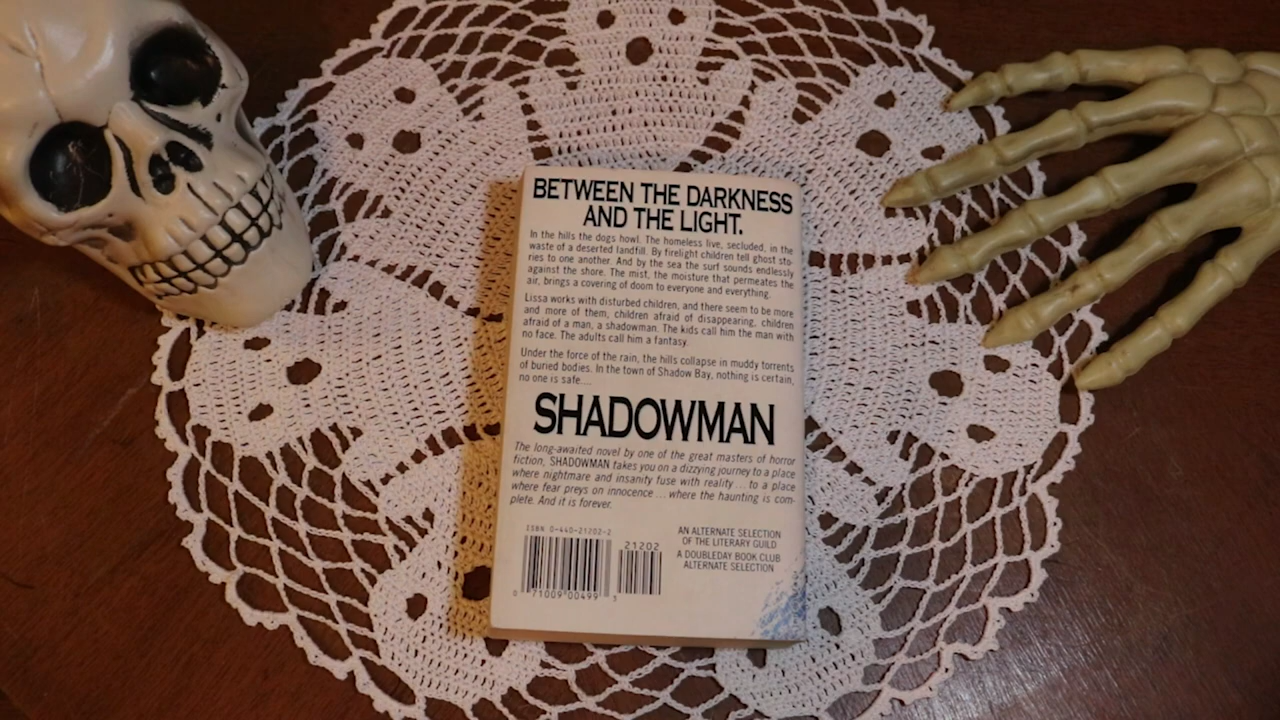 BETWEEN THE DARKNESS
AND THE LIGHT.
In the hills the dogs howl. The homeless live, secluded, in the
waste of a deserted landfill. By firelight children tell ghost sto-
ries to one another. And by the sea the surf sounds endlessly
against the shore. The mist, the moisture that permeates the
air, brings a covering of doom to everyone and everything.
Lissa works with disturbed children, and there seem to be more
and more of them, children afraid of disappearing, children
afraid of a man, a shadowman. The kids call him the man with
no face. The adults call him a fantasy.
Under the force of the rain, the hills collapse in muddy torrents
of buried bodies. In the town of Shadow Bay, nothing is certain,
no one is safe....
SHADOWMAN
The long-awaited novel by one of the great masters of horror
fiction, SHADOWMAN takes you on a dizzying journey to a place
where nightmare and insanity fuse with reality ... to a place
where fear preys on innocence ... where the haunting is com-
plete. And it is forever.
ISBN 0-440-21202-2
21202
0 71009 00499 5
AN ALTERNATE SELECTION
OF THE LITERARY GUILD
A DOUBLEDAY BOOK CLUB
ALTERNATE SELECTION